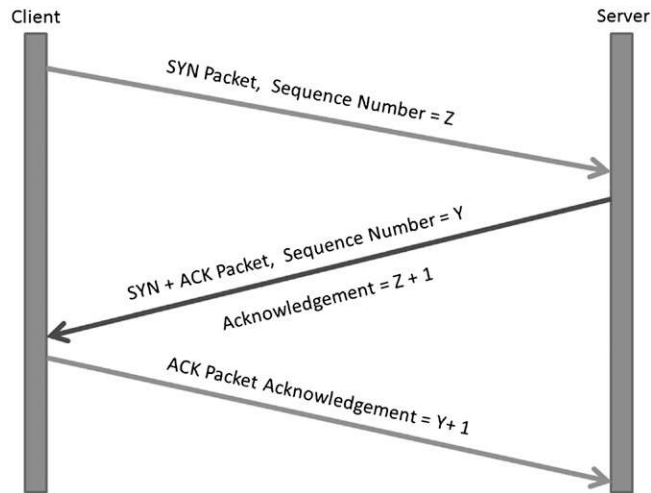 Client
Server
SYN Packet, Sequence Number = Z
SYN + ACK Packet, Sequence Number = Y
Acknowledgement = Z + 1
ACK Packet Acknowledgement = Y+ 1